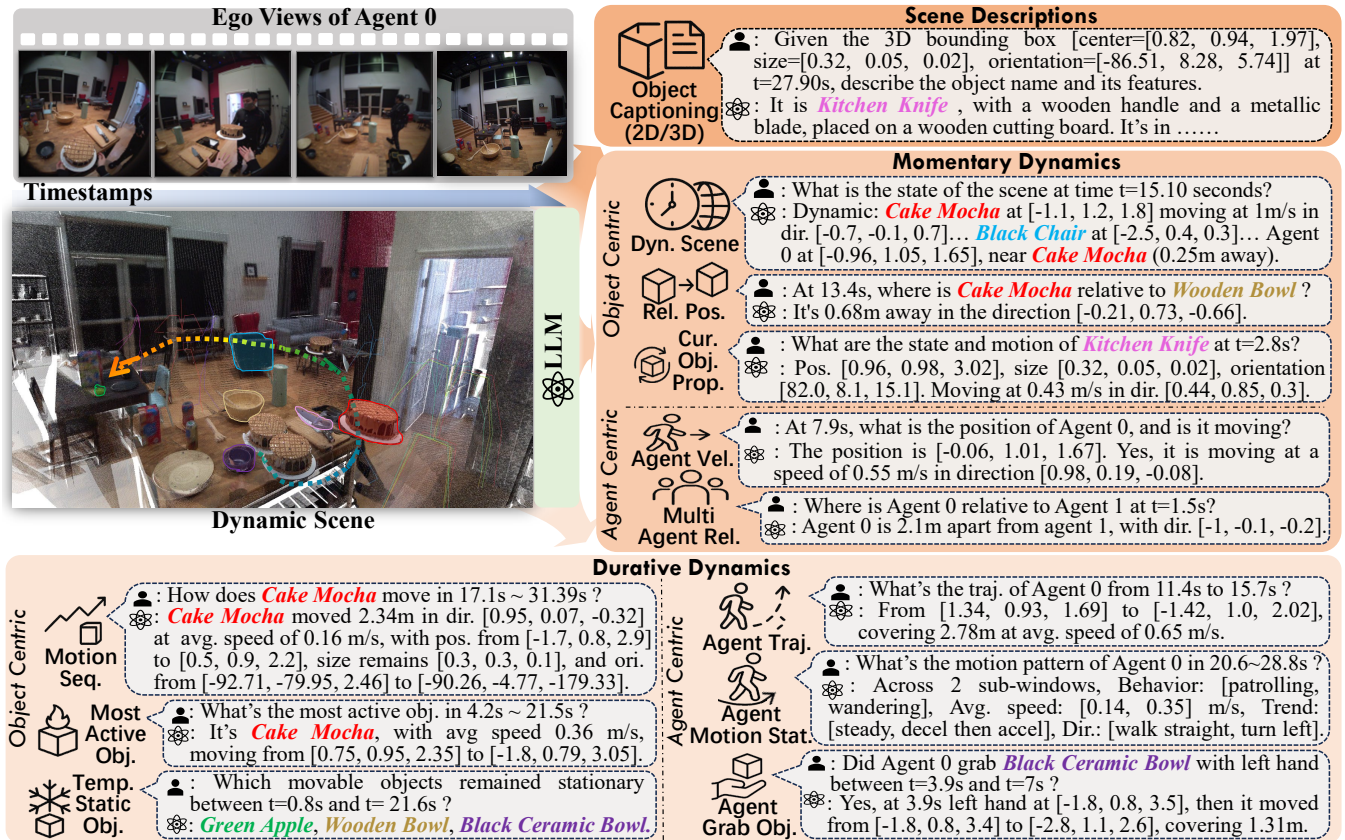 Ego Views of Agent 0
Timestamps
LLM
Dynamic Scene
Scene Descriptions
Object
Captioning
(2D/3D)
: Given the 3D bounding box [center=[0.82, 0.94, 1.97],
size=[0.32, 0.05, 0.02], orientation=[-86.51, 8.28, 5.74]] at
t=27.90s, describe the object name and its features.
: It is Kitchen Knife , with a wooden handle and a metallic
blade, placed on a wooden cutting board. It's in ……
Momentary Dynamics
Object Centric
Dyn. Scene
: What is the state of the scene at time t=15.10 seconds?
: Dynamic: Cake Mocha at [-1.1, 1.2, 1.8] moving at 1m/s in
dir. [-0.7, -0.1, 0.7]… Black Chair at [-2.5, 0.4, 0.3]… Agent
0 at [-0.96, 1.05, 1.65], near Cake Mocha (0.25m away).
Rel. Pos.
: At 13.4s, where is Cake Mocha relative to Wooden Bowl ?
: It's 0.68m away in the direction [-0.21, 0.73, -0.66].
Cur.
Obj.
Prop.
: What are the state and motion of Kitchen Knife at t=2.8s?
: Pos. [0.96, 0.98, 3.02], size [0.32, 0.05, 0.02], orientation
[82.0, 8.1, 15.1]. Moving at 0.43 m/s in dir. [0.44, 0.85, 0.3].
Agent Centric
Agent Vel.
: At 7.9s, what is the position of Agent 0, and is it moving?
: The position is [-0.06, 1.01, 1.67]. Yes, it is moving at a
speed of 0.55 m/s in direction [0.98, 0.19, -0.08].
Multi
Agent Rel.
: Where is Agent 0 relative to Agent 1 at t=1.5s?
: Agent 0 is 2.1m apart from agent 1, with dir. [-1, -0.1, -0.2].
Durative Dynamics
Object Centric
Motion
Seq.
: How does Cake Mocha move in 17.1s ~ 31.39s ?
: Cake Mocha moved 2.34m in dir. [0.95, 0.07, -0.32]
at avg. speed of 0.16 m/s, with pos. from [-1.7, 0.8, 2.9]
to [0.5, 0.9, 2.2], size remains [0.3, 0.3, 0.1], and ori.
from [-92.71, -79.95, 2.46] to [-90.26, -4.77, -179.33].
Most
Active
Obj.
: What's the most active obj. in 4.2s ~ 21.5s ?
: It's Cake Mocha, with avg speed 0.36 m/s,
moving from [0.75, 0.95, 2.35] to [-1.8, 0.79, 3.05].
Temp.
Static
Obj.
: Which movable objects remained stationary
between t=0.8s and t= 21.6s ?
: Green Apple, Wooden Bowl, Black Ceramic Bowl.
Agent Centric
Agent Traj.
: What's the traj. of Agent 0 from 11.4s to 15.7s?
: From [1.34, 0.93, 1.69] to [-1.42, 1.0, 2.02],
covering 2.78m at avg. speed of 0.65 m/s.
Agent
Motion Stat.
: What's the motion pattern of Agent 0 in 20.6~28.8s ?
: Across 2 sub-windows, Behavior: [patrolling,
wandering], Avg. speed: [0.14, 0.35] m/s, Trend:
[steady, decel then accel], Dir.: [walk straight, turn left].
Agent
Grab Obj.
: Did Agent 0 grab Black Ceramic Bowl with left hand
between t=3.9s and t=7s ?
: Yes, at 3.9s left hand at [-1.8, 0.8, 3.5], then it moved
from [-1.8, 0.8, 3.4] to [-2.8, 1.1, 2.6], covering 1.31m.